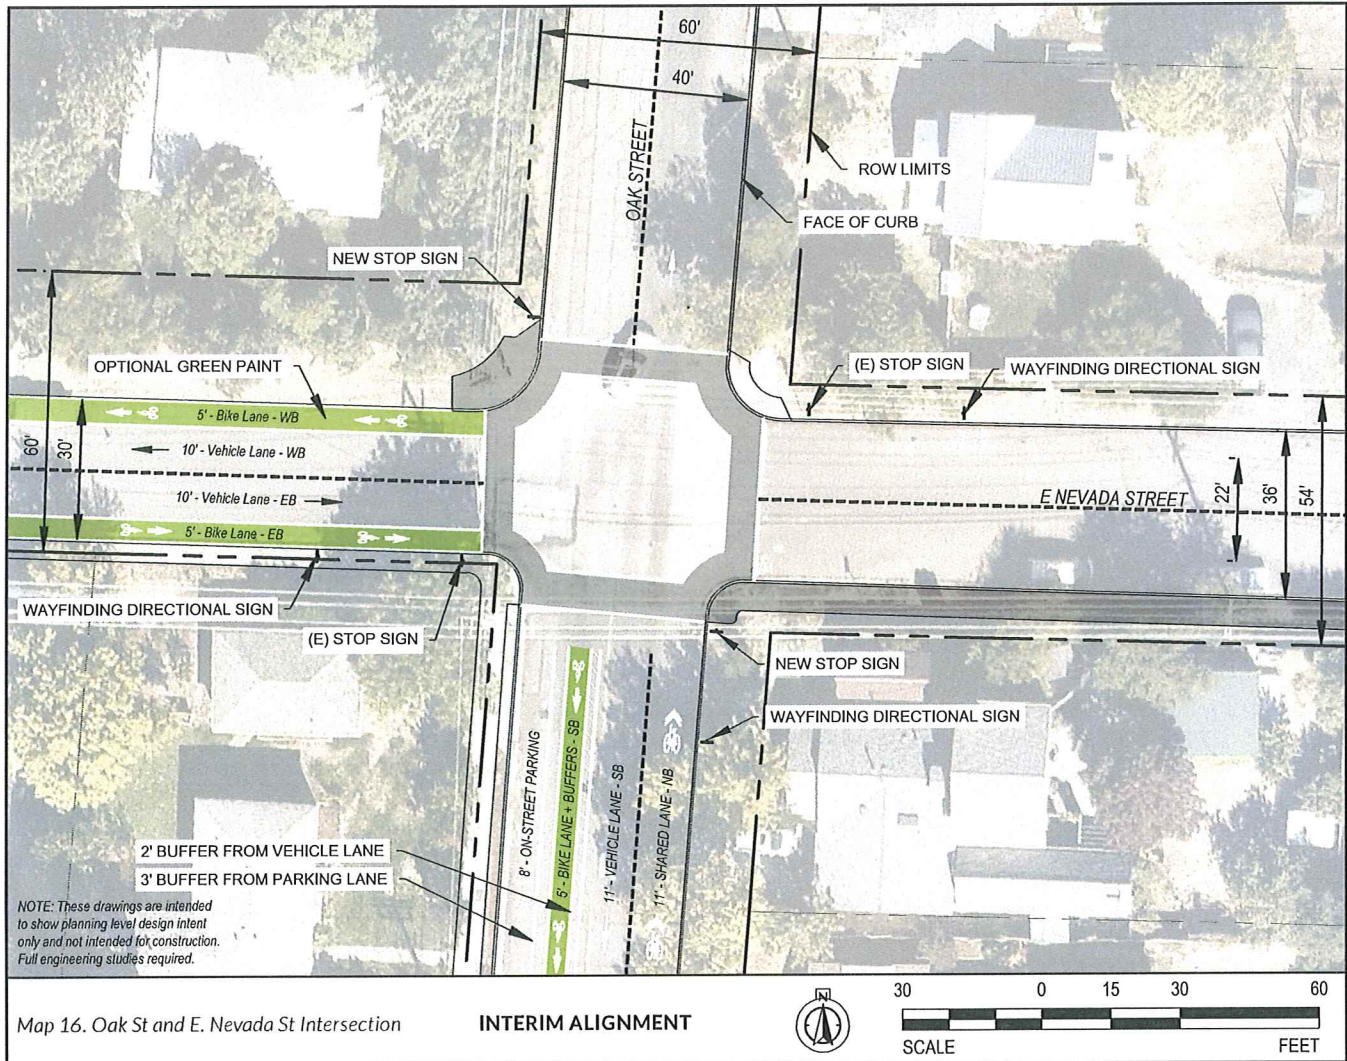 60'
40'
OAK STREET
ROW LIMITS
FACE OF CURB
NEW STOP SIGN
OPTIONAL GREEN PAINT
(E) STOP SIGN
WAYFINDING DIRECTIONAL SIGN
60'
30'
5' - Bike Lane - WB
10' - Vehicle Lane - WB
10' - Vehicle Lane - EB
5' - Bike Lane - EB
E NEVADA STREET
22'
36'
54'
WAYFINDING DIRECTIONAL SIGN
(E) STOP SIGN
NEW STOP SIGN
WAYFINDING DIRECTIONAL SIGN
8' - ON-STREET PARKING
5' - BIKE LANE + BUFFERS - SB
11' - VEHICLE LANE - SB
11' - SHARED LANE - NB
2' BUFFER FROM VEHICLE LANE
3' BUFFER FROM PARKING LANE
NOTE: These drawings are intended
to show planning level design intent
only and not intended for construction.
Full engineering studies required.
Map 16. Oak St and E. Nevada St Intersection
INTERIM ALIGNMENT
N
30 0 15 30 60
SCALE FEET